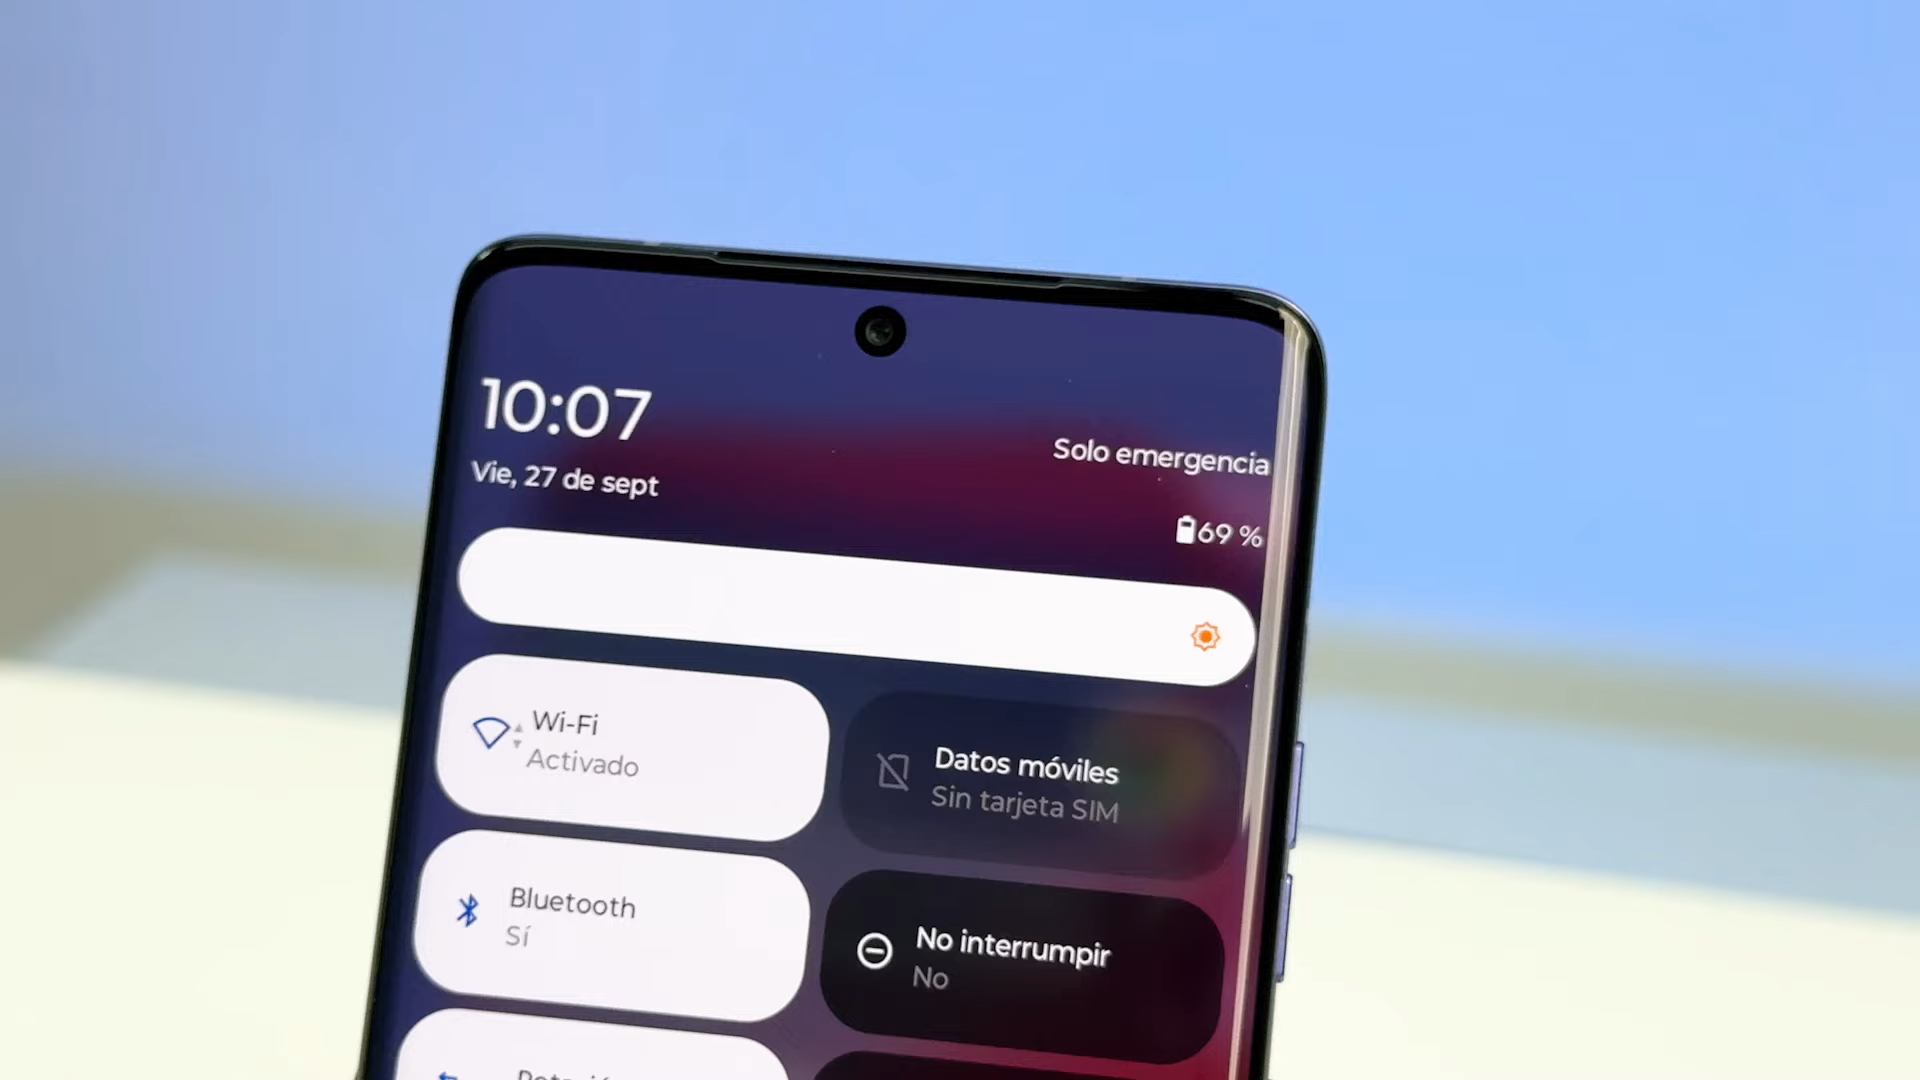 10:07
Vie, 27 de sept
Solo emergencia
69 %
Wi-Fi
Activado
Datos móviles
Sin tarjeta SIM
Bluetooth
Sí
No interrumpir
No